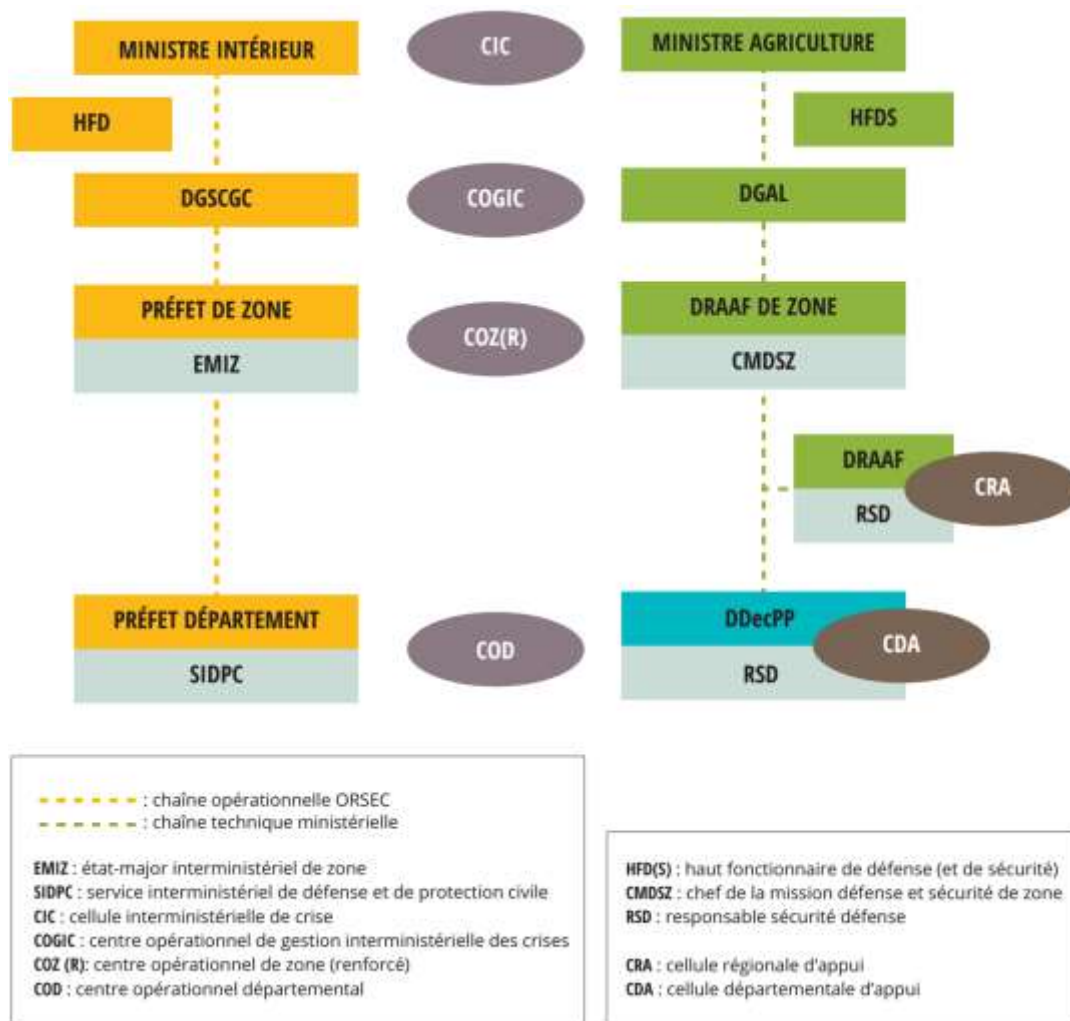 MINISTRE INTÉRIEUR
CIC
MINISTRE AGRICULTURE
HFD
HFDS
DGSCGC
COGIC
DGAL
PRÉFET DE ZONE
EMIZ
COZ(R)
DRAAF DE ZONE
CMDSZ
DRAAF
RSD
CRA
PRÉFET DÉPARTEMENT
SIDPC
COD
DDecPP
RSD
CDA
: chaîne opérationnelle ORSEC
: chaîne technique ministérielle
EMIZ : état-major interministériel de zone
SIDPC : service interministériel de défense et de protection civile
CIC : cellule interministérielle de crise
COGIC : centre opérationnel de gestion interministérielle des crises
COZ (R): centre opérationnel de zone (renforcé)
COD : centre opérationnel départemental
HFD(S) : haut fonctionnaire de défense (et de sécurité)
CMDSZ : chef de la mission défense et sécurité de zone
RSD : responsable sécurité défense
CRA : cellule régionale d'appui
CDA : cellule départementale d'appui